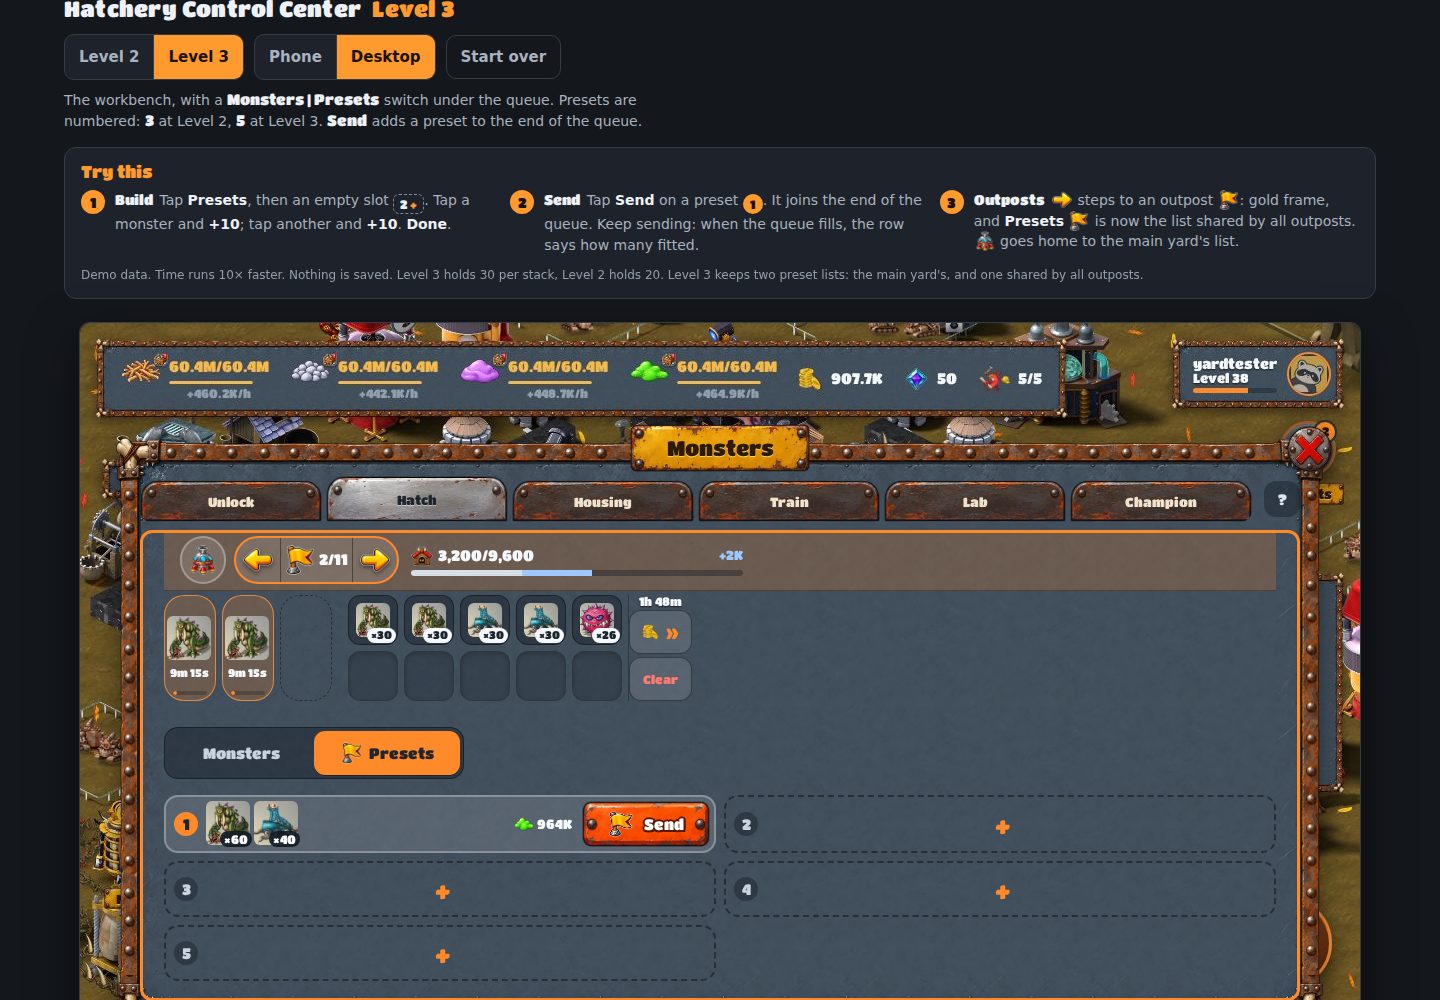 Hatchery Control Center Level 3
Level 2 Level 3 Phone Desktop Start over
The workbench, with a Monsters|Presets switch under the queue. Presets are
numbered: 3 at Level 2, 5 at Level 3. Send adds a preset to the end of the queue.
Try this
1 Build Tap Presets, then an empty slot 2+. Tap a
monster and +10; tap another and +10. Done.
2 Send Tap Send on a preset 1. It joins the end of the
queue. Keep sending: when the queue fills, the row
says how many fitted.
3 Outposts steps to an outpost : gold frame,
and Presets is now the list shared by all outposts.
goes home to the main yard's list.
Demo data. Time runs 10× faster. Nothing is saved. Level 3 holds 30 per stack, Level 2 holds 20. Level 3 keeps two preset lists: the main yard's, and one shared by all outposts.
60.4M/60.4M 60.4M/60.4M 60.4M/60.4M 60.4M/60.4M 907.7K 50 5/5
+460.2K/h +442.1K/h +448.7K/h +464.9K/h
yardtester
Level 38
Monsters
Unlock Hatch Housing Train Lab Champion ?
2/11 3,200/9,600 +2K
9m 15s 9m 15s
×30 ×30 ×30 ×30 ×26
1h 48m
Clear
Monsters Presets
1 ×60 ×40 964K Send
2 +
3 +
4 +
5 +